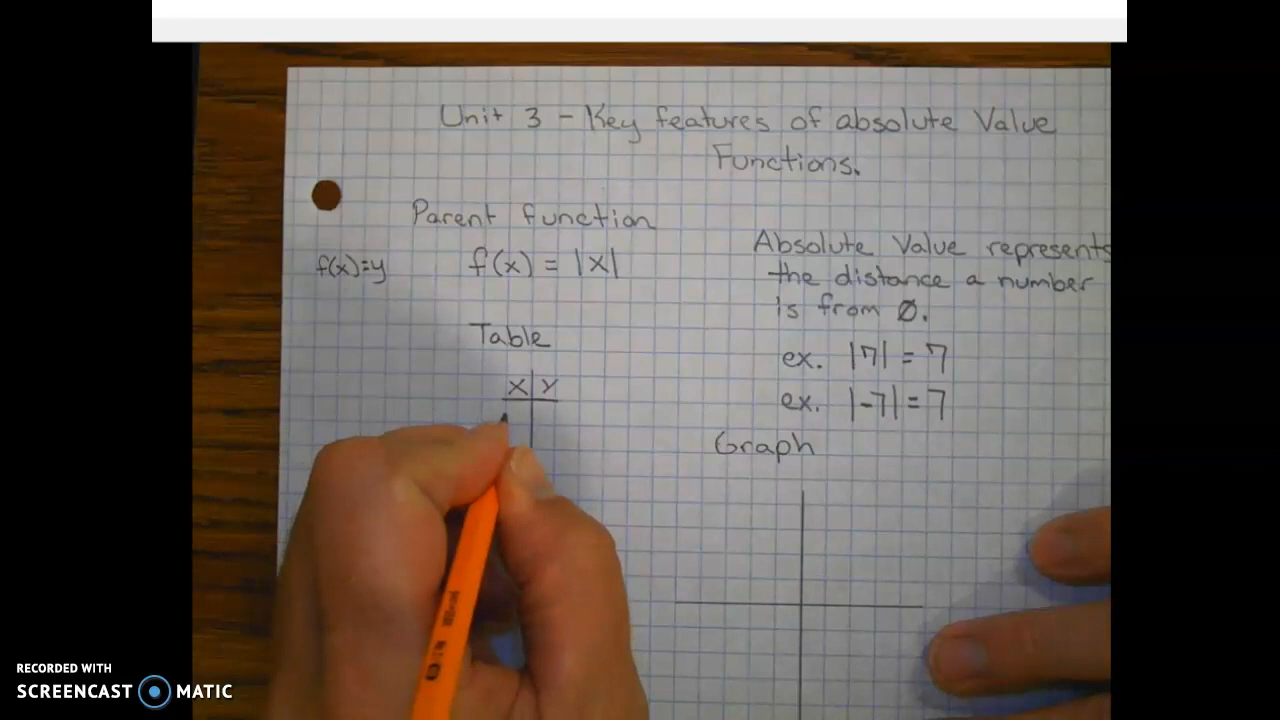 Unit 3 - Key features of absolute Value
Functions.
Parent function
f(x)=y
f(x) = |x|
Absolute Value represents
the distance a number
is from 0.
ex. |7| = 7
ex. |-7| = 7
Table
X Y
Graph
RECORDED WITH
SCREENCAST MATIC